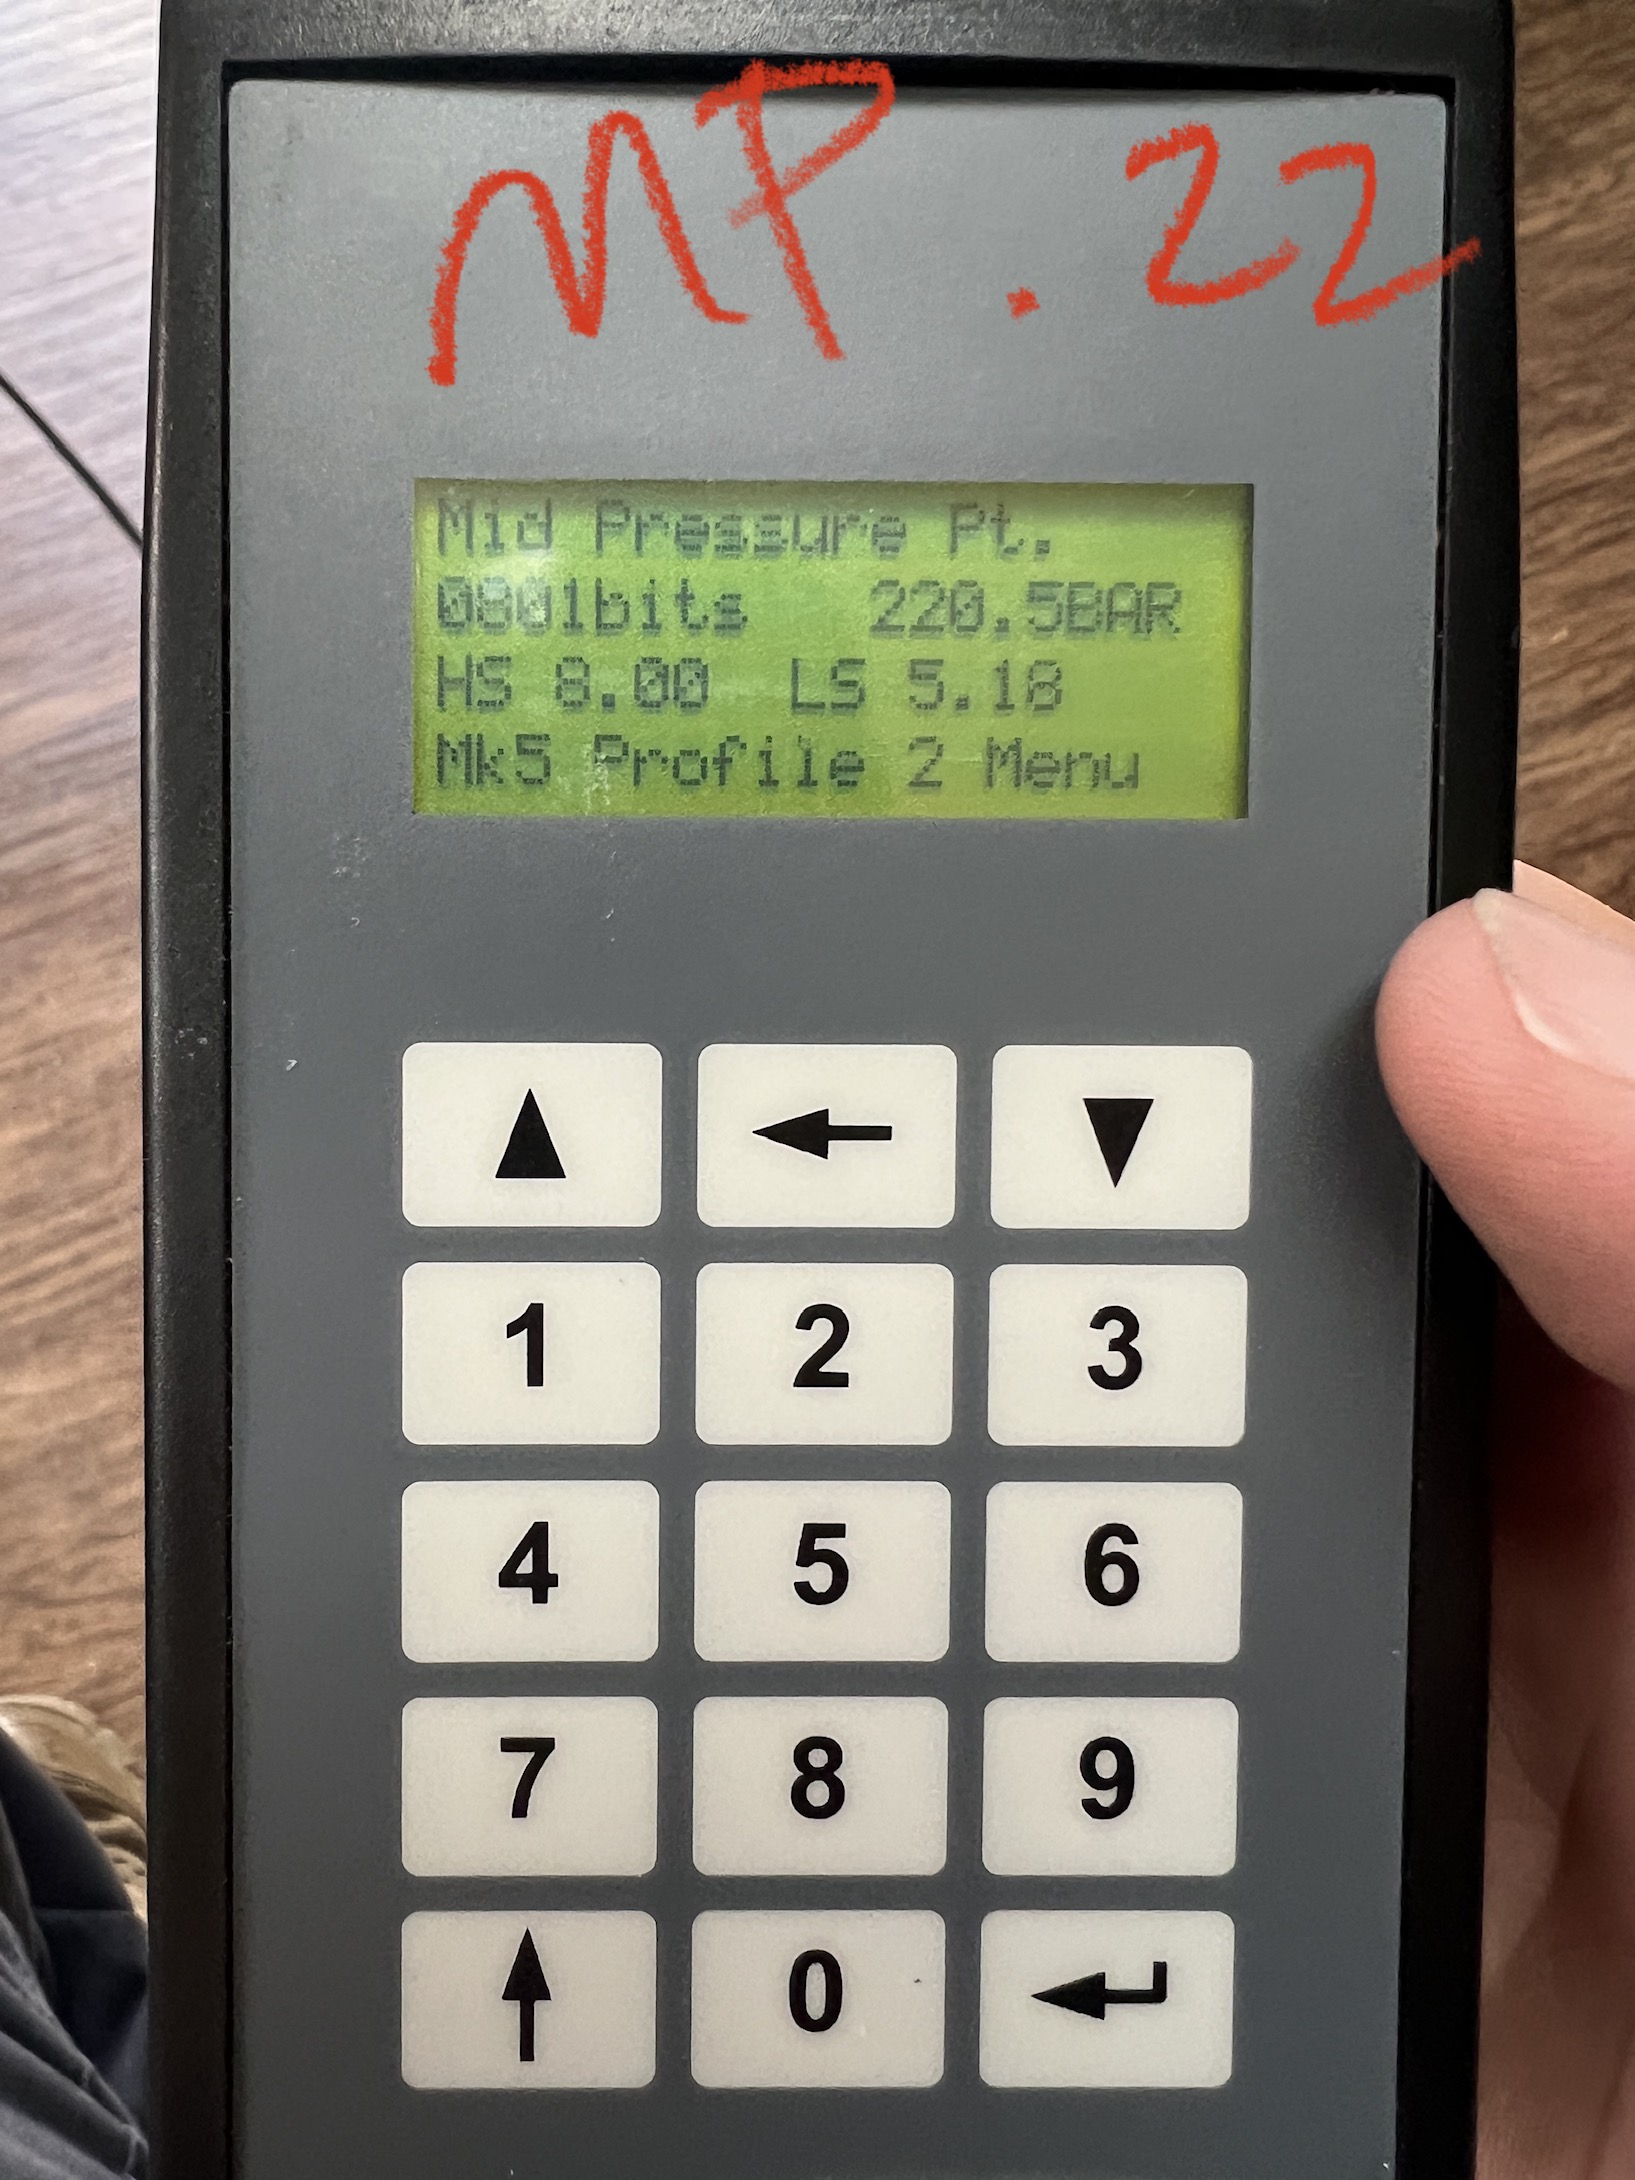 MP.22
Mid Pressure Pt.
0801bits 220.5BAR
HS 8.00 LS 5.18
Mk5 Profile 2 Menu
▲ ← ▼
1 2 3
4 5 6
7 8 9
↑ 0 ↵